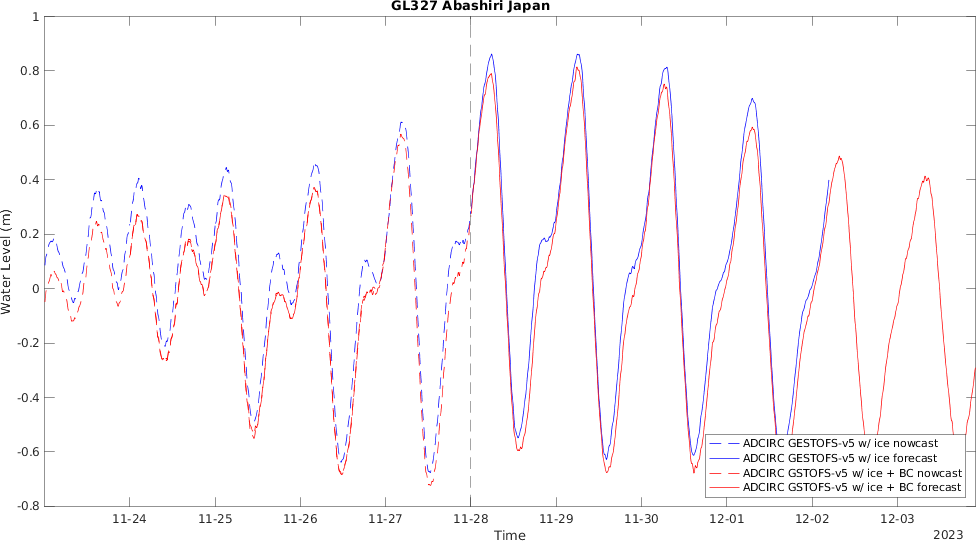 GL327 Abashiri Japan
Water Level (m)
1
0.8
0.6
0.4
0.2
0
-0.2
-0.4
-0.6
-0.8
ADCIRC GESTOFS-v5 w/ ice nowcast
ADCIRC GESTOFS-v5 w/ ice forecast
ADCIRC GSTOFS-v5 w/ ice + BC nowcast
ADCIRC GSTOFS-v5 w/ ice + BC forecast
11-24 11-25 11-26 11-27 11-28 11-29 11-30 12-01 12-02 12-03
Time
2023